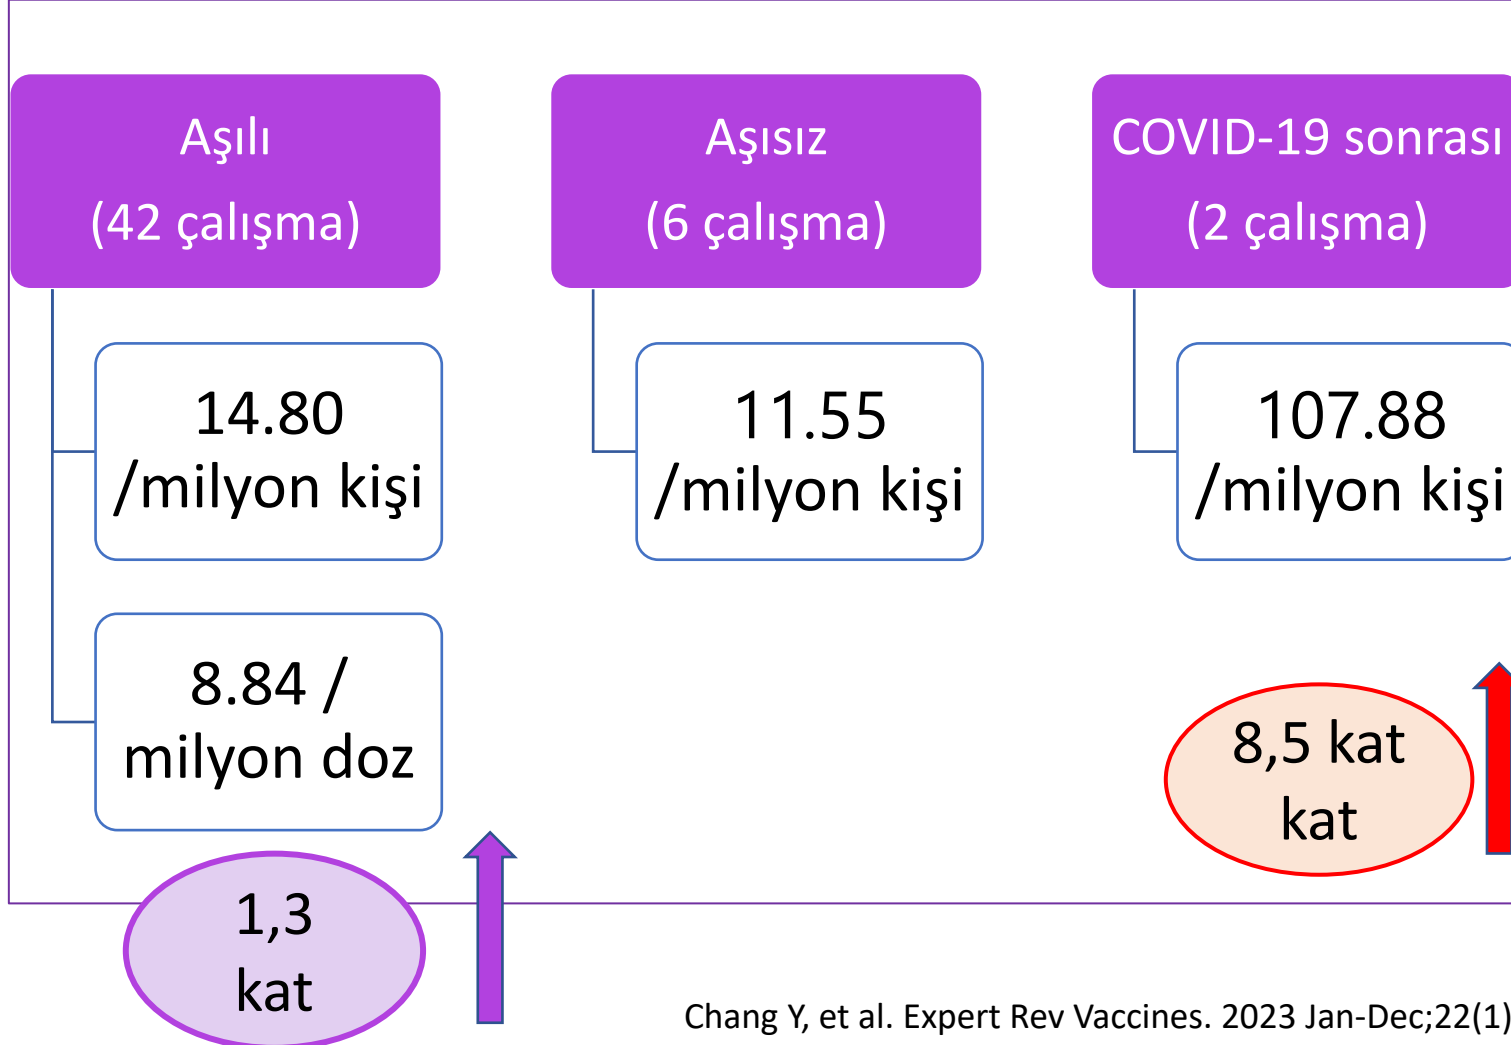 Aşılı
(42 çalışma)
14.80
/milyon kişi
8.84 /
milyon doz
1,3
kat
Aşısız
(6 çalışma)
11.55
/milyon kişi
COVID-19 sonrası
(2 çalışma)
107.88
/milyon kişi
8,5 kat
kat
Chang Y, et al. Expert Rev Vaccines. 2023 Jan-Dec;22(1)